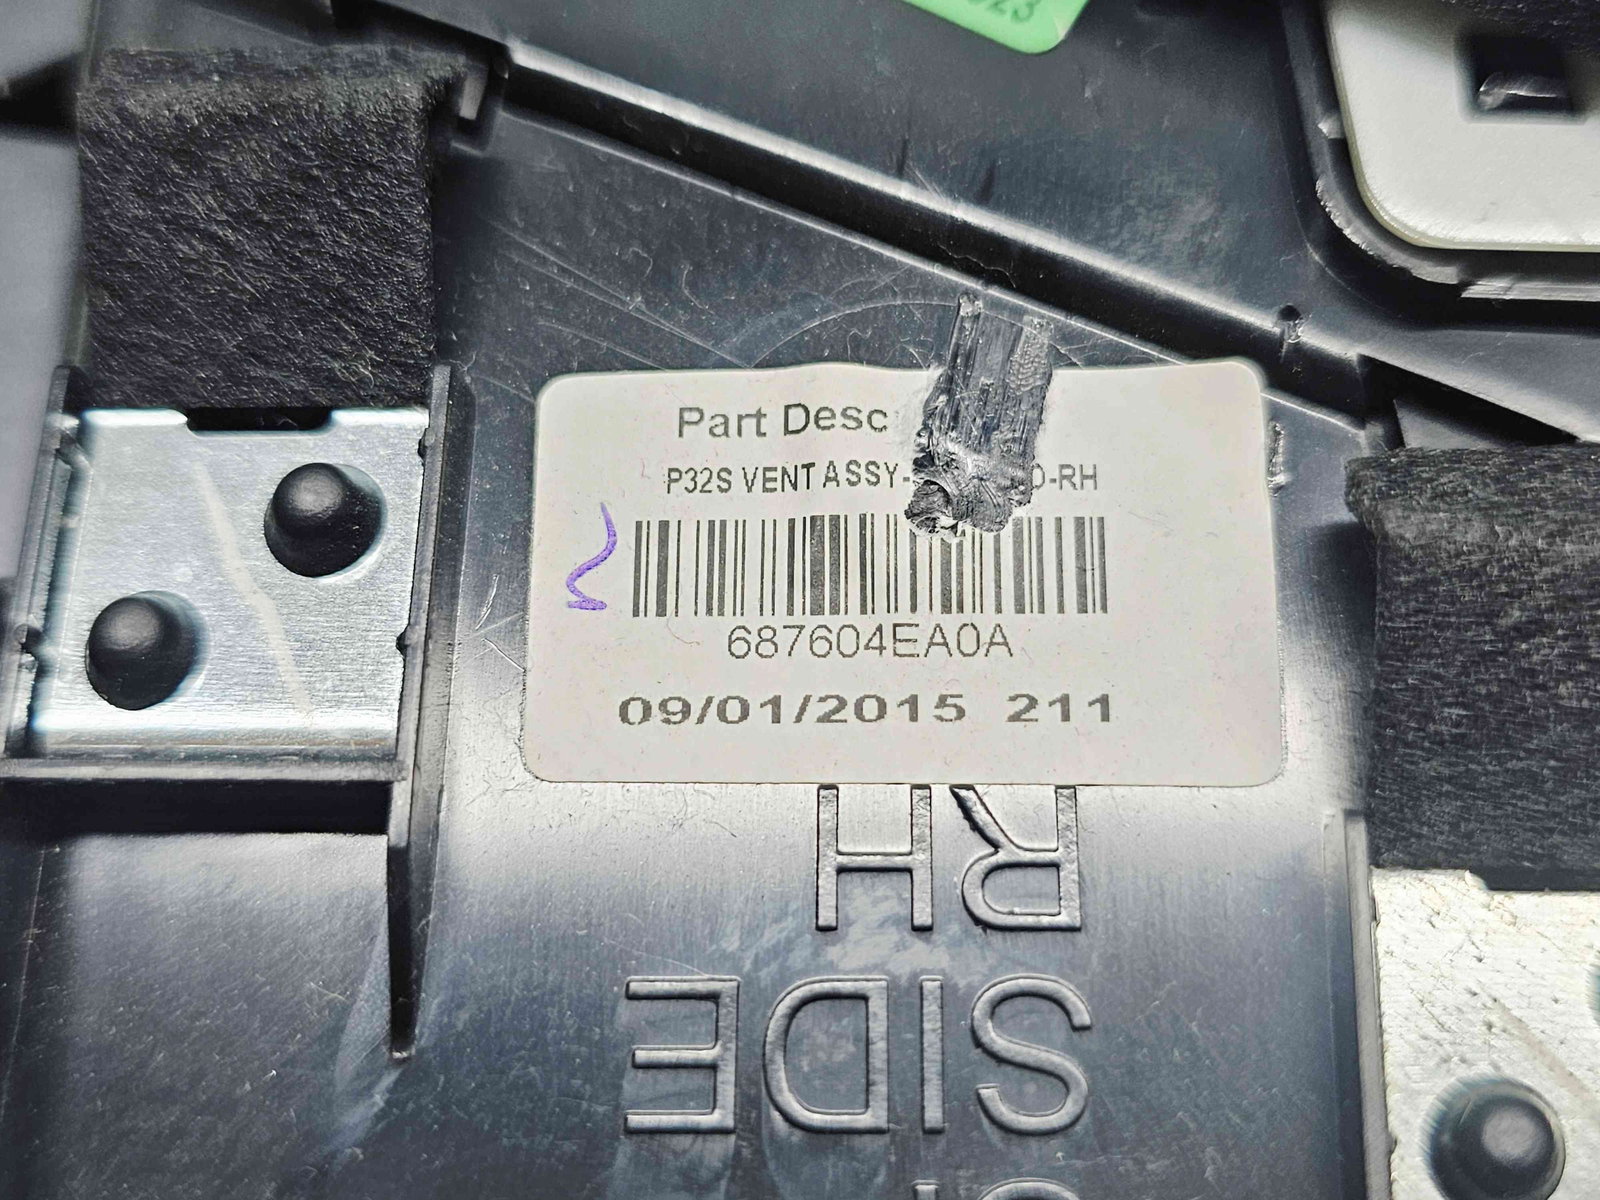 Part Desc
P32S VENT ASSY- -RH
687604EA0A
09/01/2015 211
RH
SIDE